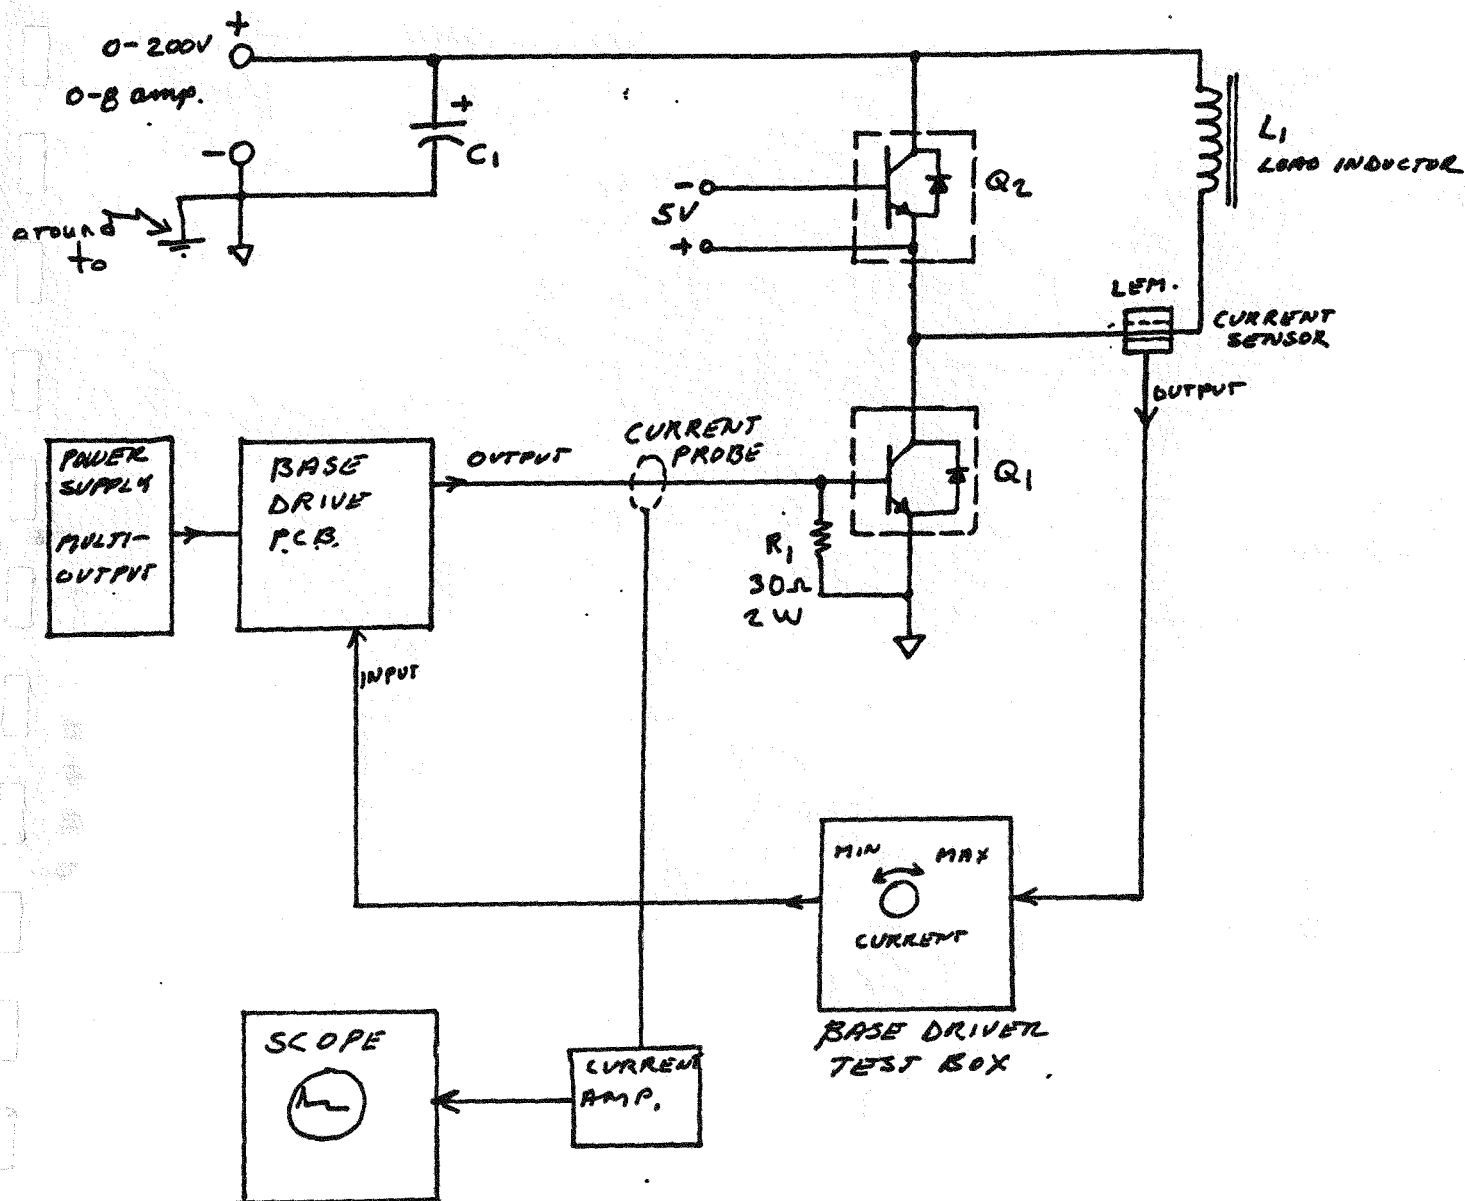 +
0-200V
0-8 amp.
-
+
C1
ground
to
-
5V
+
Q2
L1
LOAD INDUCTOR
LEM.
CURRENT
SENSOR
OUTPUT
POWER
SUPPLY
MULTI-
OUTPUT
BASE
DRIVE
P.C.B.
OUTPUT
CURRENT
PROBE
Q1
R1
30Ω
2 W
INPUT
MIN
MAX
CURRENT
BASE DRIVER
TEST BOX
SCOPE
CURRENT
AMP.